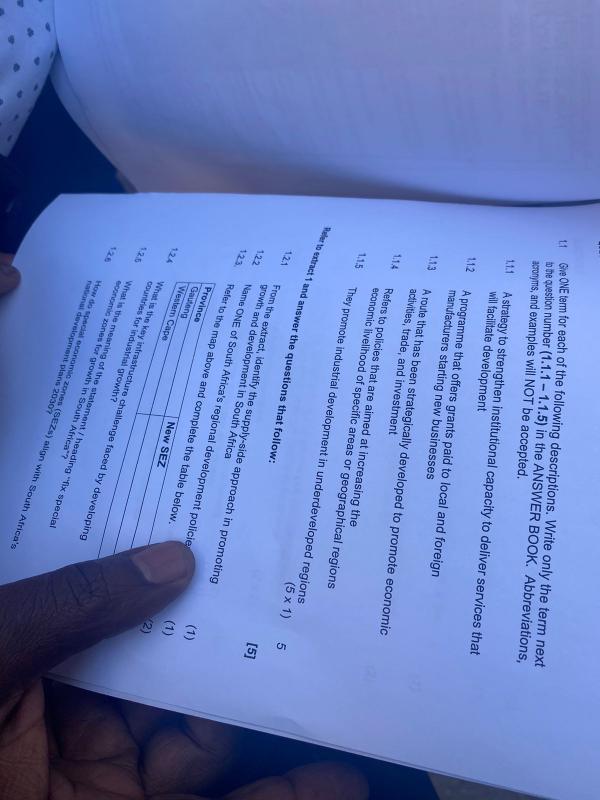 1.1 Give ONE term for each of the following descriptions. Write only the term next
to the question number (1.1.1 – 1.1.5) in the ANSWER BOOK. Abbreviations,
acronyms, and examples will NOT be accepted.
1.1.1 A strategy to strengthen institutional capacity to deliver services that
will facilitate development
1.1.2 A programme that offers grants paid to local and foreign
manufacturers starting new businesses
1.1.3 A route that has been strategically developed to promote economic
activities, trade, and investment
1.1.4 Refers to policies that are aimed at increasing the
economic livelihood of specific areas or geographical regions
1.1.5 They promote industrial development in underdeveloped regions
(5 x 1) 5
[5]
Refer to extract 1 and answer the questions that follow:
1.2.1 From the extract, identify the supply-side approach in promoting
growth and development in South Africa (1)
1.2.2 Name ONE of South Africa's regional development (1)
1.2.3. Refer to the map above and complete the table below. (2)
Province New SEZ
Gauteng
Western Cape
1.2.4 What is the key infrastructure challenge faced by developing
countries for industrial growth?
1.2.5 What is the meaning of the statement / heading "fix special
economic zones for growth in South Africa"?
1.2.6 How do special economic zones (SEZs) align with South Africa's
national development plans 2030?